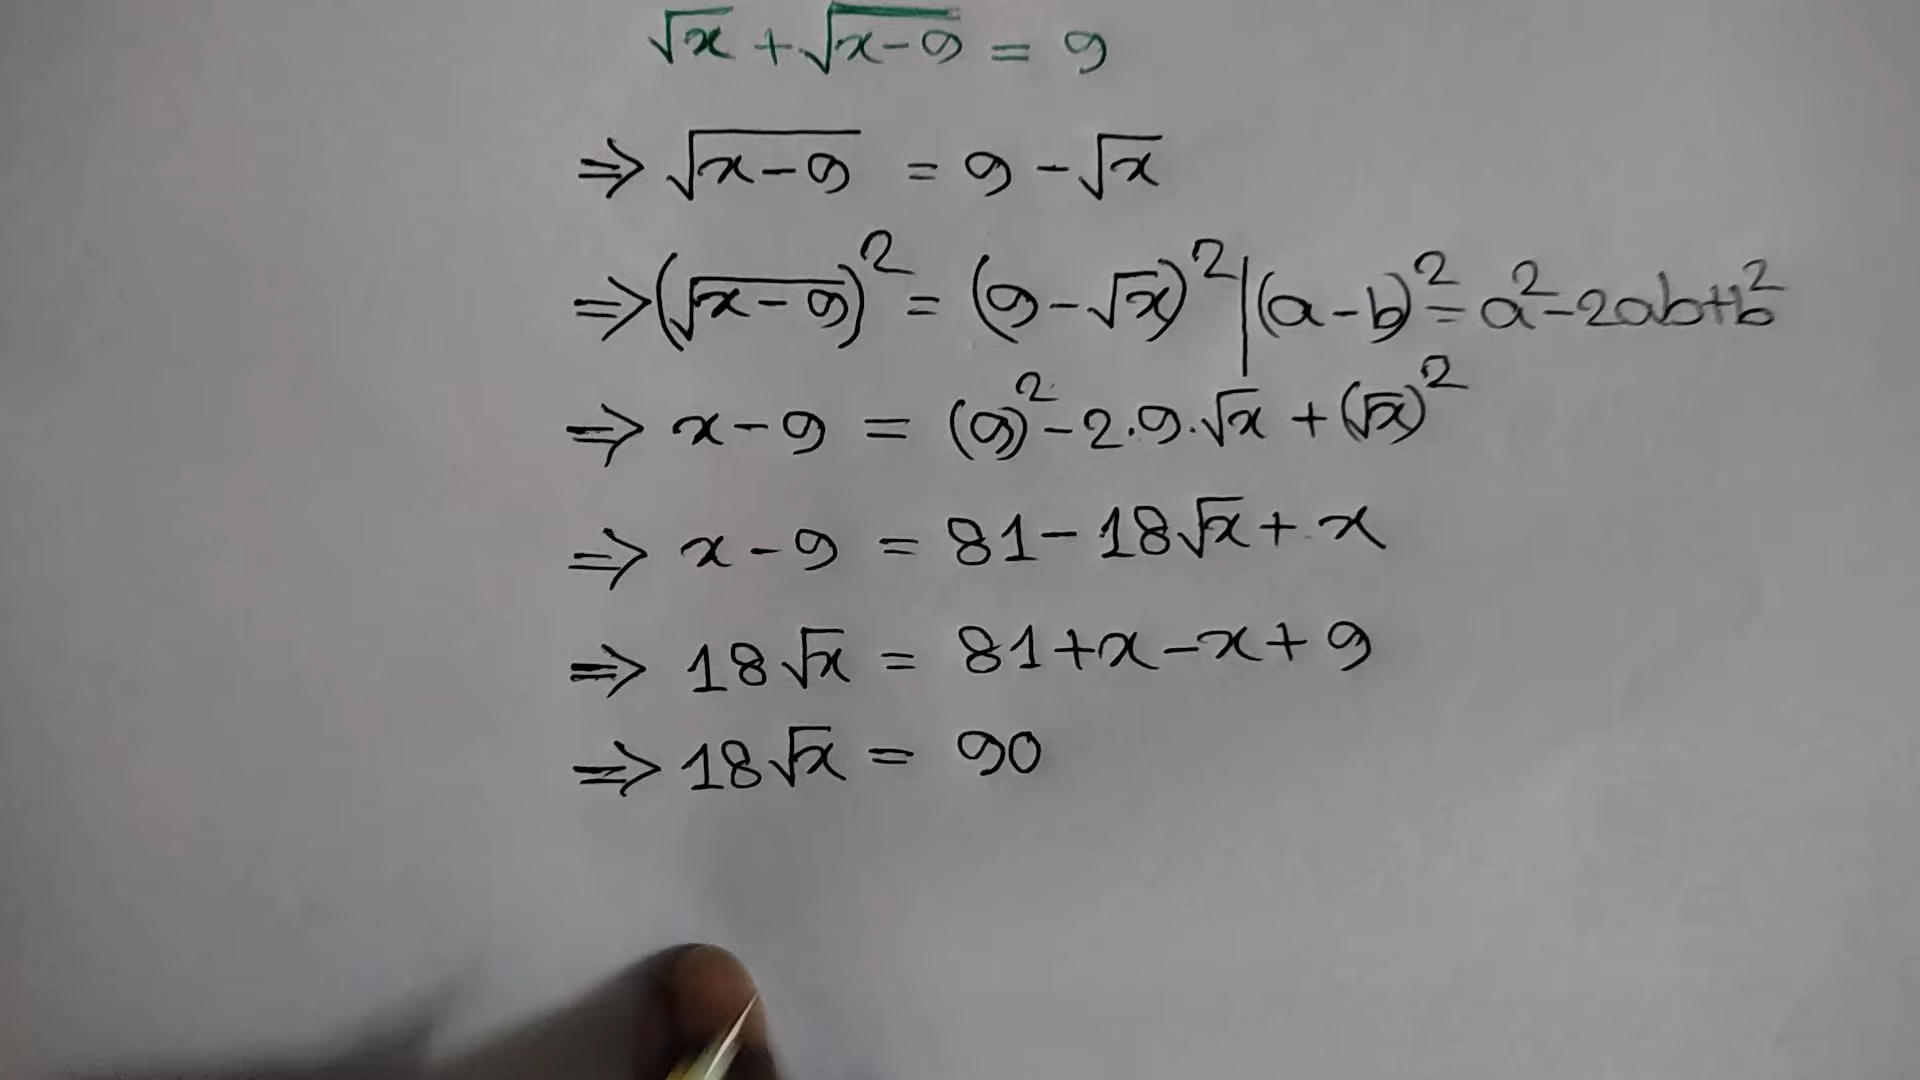 √x + √(x-9) = 9
⇒ √(x-9) = 9 - √x
⇒ (√(x-9))² = (9 - √x)² | (a-b)² = a² - 2ab + b²
⇒ x - 9 = (9)² - 2·9·√x + (√x)²
⇒ x - 9 = 81 - 18√x + x
⇒ 18√x = 81 + x - x + 9
⇒ 18√x = 90